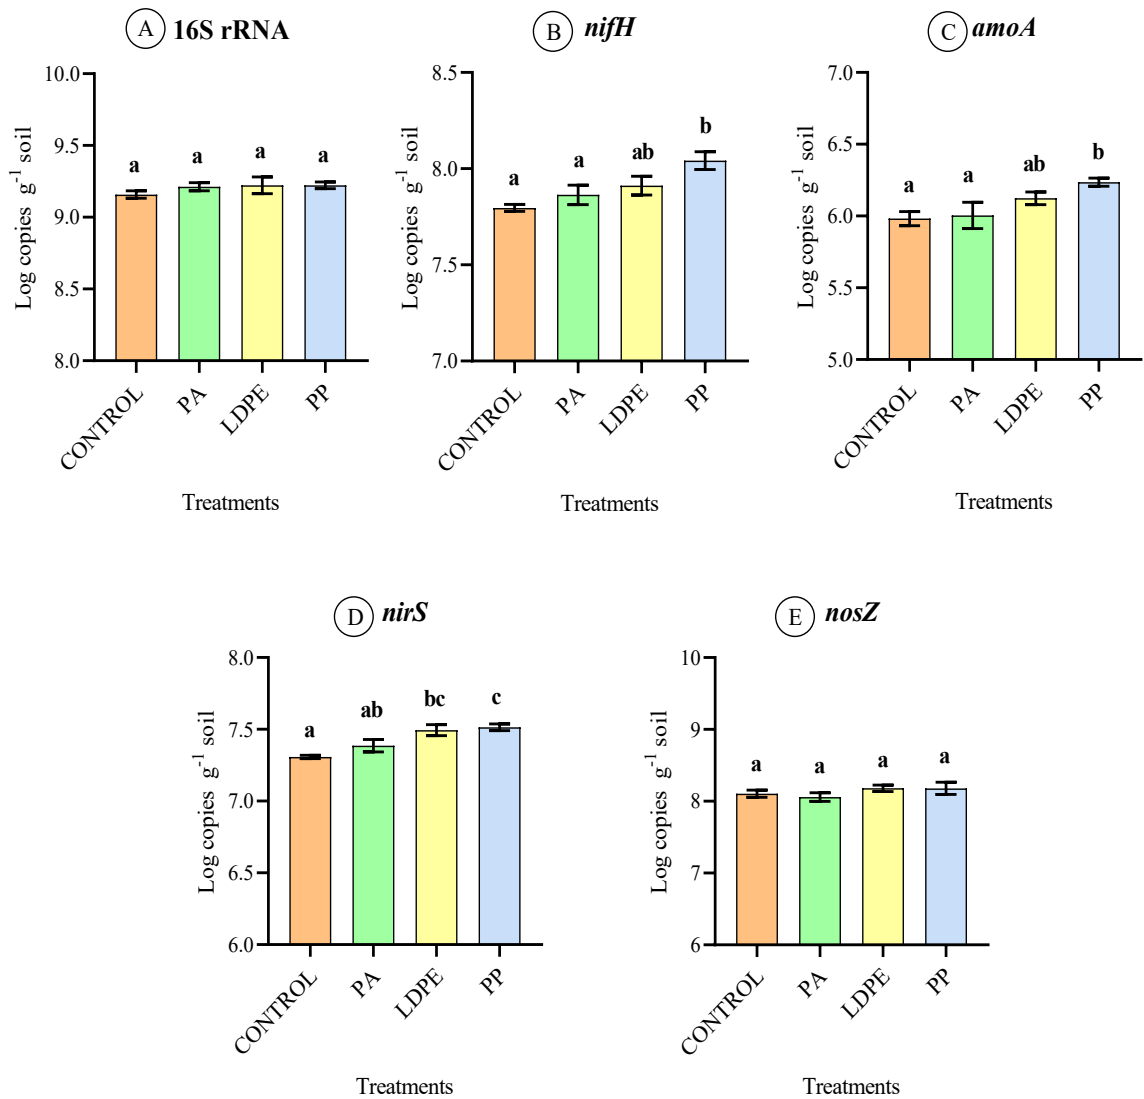 A 16S rRNA
10.0
9.5
9.0
8.5
8.0
Log copies g-1 soil
a a a a
CONTROL PA LDPE PP
Treatments
B nifH
8.5
8.0
7.5
7.0
Log copies g-1 soil
a a ab b
CONTROL PA LDPE PP
Treatments
C amoA
7.0
6.5
6.0
5.5
5.0
Log copies g-1 soil
a a ab b
CONTROL PA LDPE PP
Treatments
D nirS
8.0
7.5
7.0
6.5
6.0
Log copies g-1 soil
a ab bc c
CONTROL PA LDPE PP
Treatments
E nosZ
10
9
8
7
6
Log copies g-1 soil
a a a a
CONTROL PA LDPE PP
Treatments